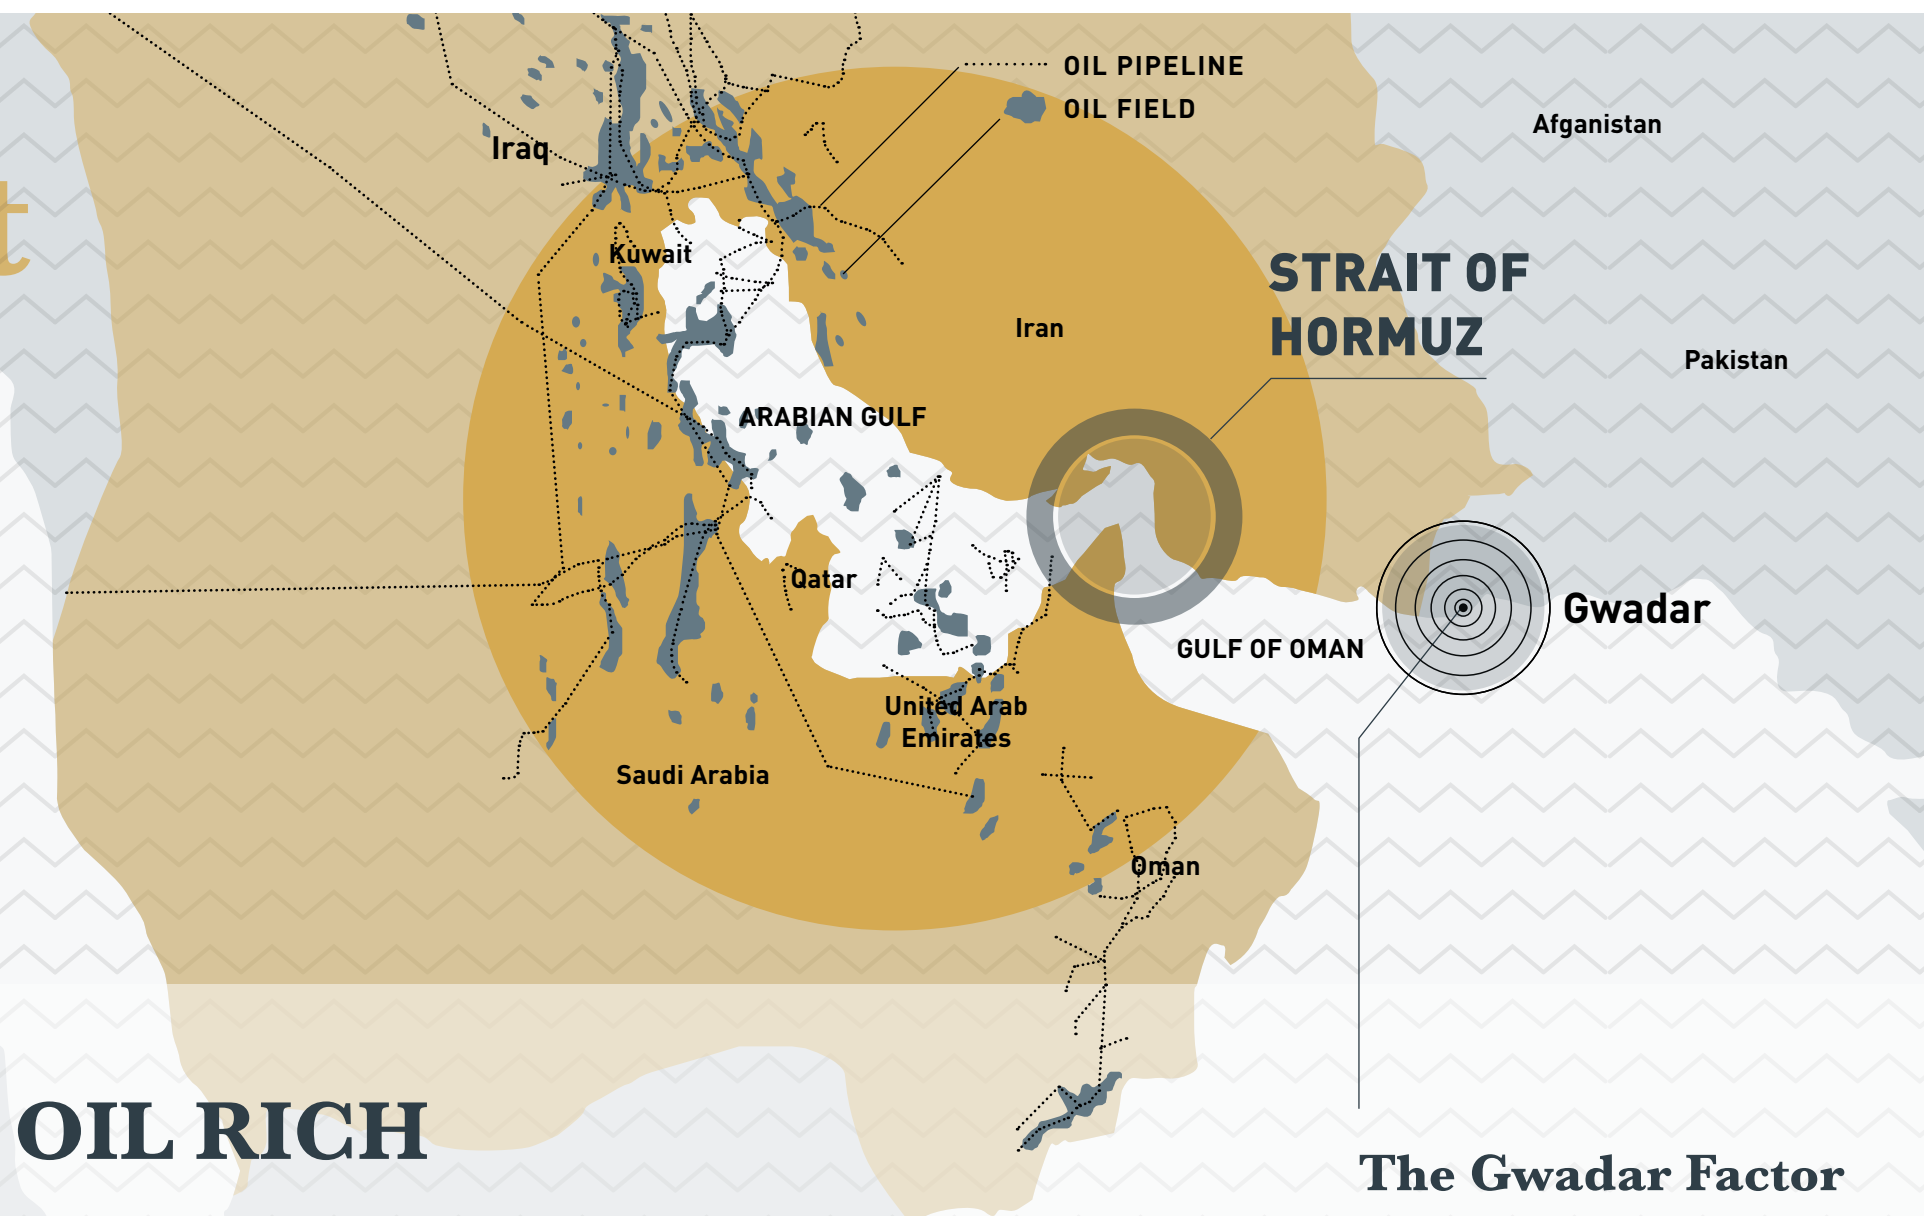 OIL PIPELINE
OIL FIELD
Afganistan
Iraq
t
Kuwait
STRAIT OF
HORMUZ
Iran
Pakistan
ARABIAN GULF
Qatar
Gwadar
GULF OF OMAN
United Arab
Emirates
Saudi Arabia
Oman
OIL RICH
The Gwadar Factor